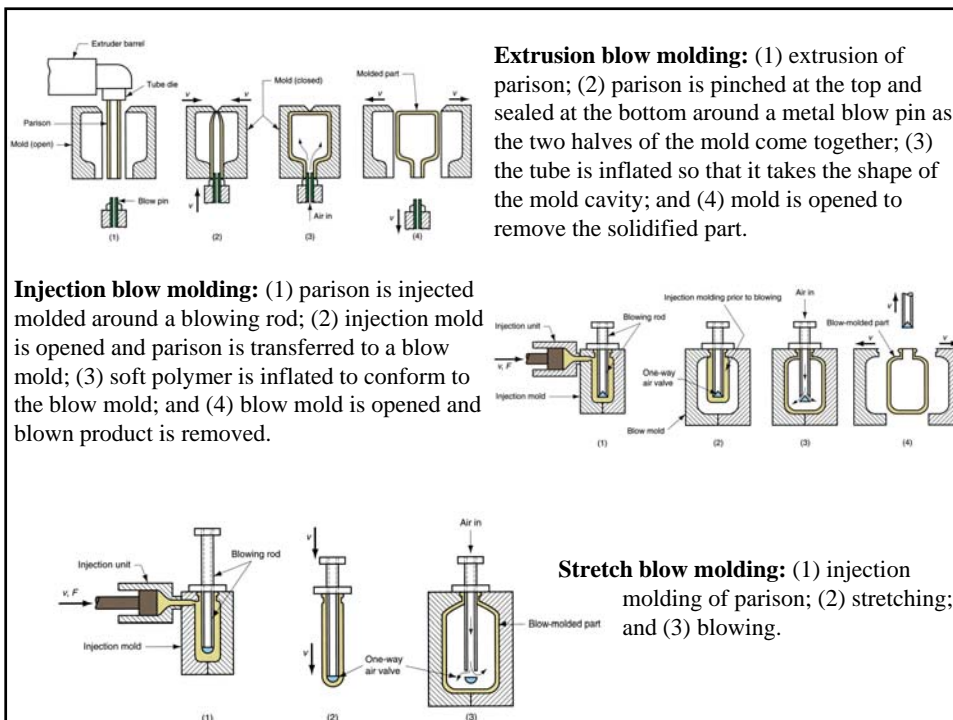 Extruder barrel
Tube die
Parison
Mold (open)
Mold (closed)
Molded part
v
v
v
v
v
v
Blow pin
Air in
(1)
(2)
(3)
(4)
Extrusion blow molding: (1) extrusion of
parison; (2) parison is pinched at the top and
sealed at the bottom around a metal blow pin as
the two halves of the mold come together; (3)
the tube is inflated so that it takes the shape of
the mold cavity; and (4) mold is opened to
remove the solidified part.
Injection blow molding: (1) parison is injected
molded around a blowing rod; (2) injection mold
is opened and parison is transferred to a blow
mold; (3) soft polymer is inflated to conform to
the blow mold; and (4) blow mold is opened and
blown product is removed.
Injection unit
Blowing rod
Injection molding prior to blowing
Air in
Blow-molded part
v
v
v
v, F
One-way
air valve
Injection mold
Blow mold
(1)
(2)
(3)
(4)
Injection unit
Blowing rod
v, F
Injection mold
v
v
One-way
air valve
Air in
Blow-molded part
(1)
(2)
(3)
Stretch blow molding: (1) injection
molding of parison; (2) stretching;
and (3) blowing.